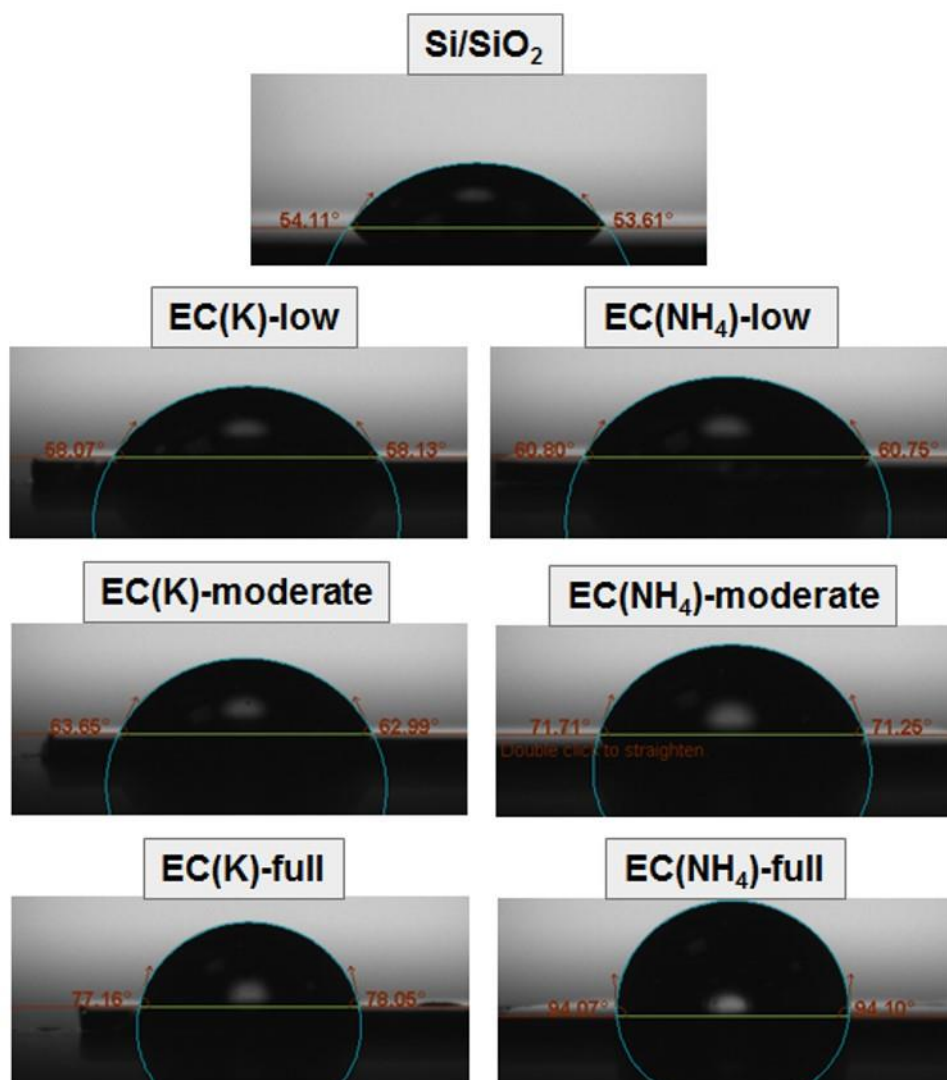 Si/SiO₂
54.11° 53.61°
EC(K)-low EC(NH₄)-low
58.07° 58.13° 60.80° 60.75°
EC(K)-moderate EC(NH₄)-moderate
63.65° 62.99° 71.71° 71.25°
Double click to straighten.
EC(K)-full EC(NH₄)-full
77.16° 78.05° 94.07° 94.10°